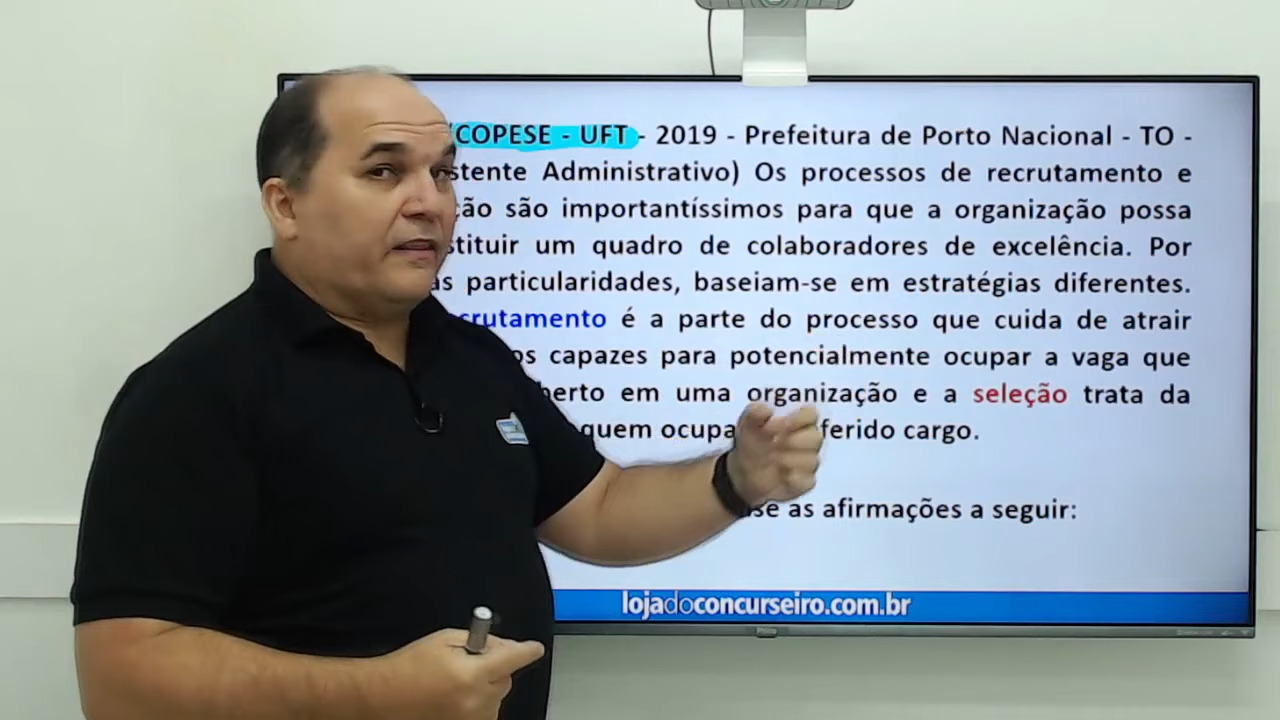 (COPESE - UFT - 2019 - Prefeitura de Porto Nacional - TO -
stente Administrativo) Os processos de recrutamento e
ção são importantíssimos para que a organização possa
stituir um quadro de colaboradores de excelência. Por
as particularidades, baseiam-se em estratégias diferentes.
crutamento é a parte do processo que cuida de atrair
os capazes para potencialmente ocupar a vaga que
berto em uma organização e a seleção trata da
quem ocupa ferido cargo.
se as afirmações a seguir:
lojadoconcurseiro.com.br